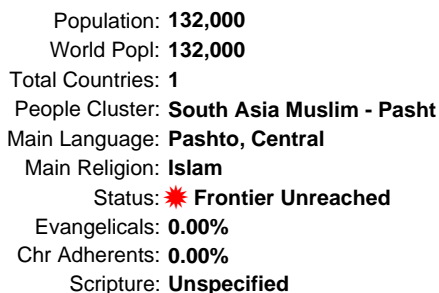 Population: 132,000
World Popl: 132,000
Total Countries: 1
People Cluster: South Asia Muslim - Pasht
Main Language: Pashto, Central
Main Religion: Islam
Status: Frontier Unreached
Evangelicals: 0.00%
Chr Adherents: 0.00%
Scripture: Unspecified